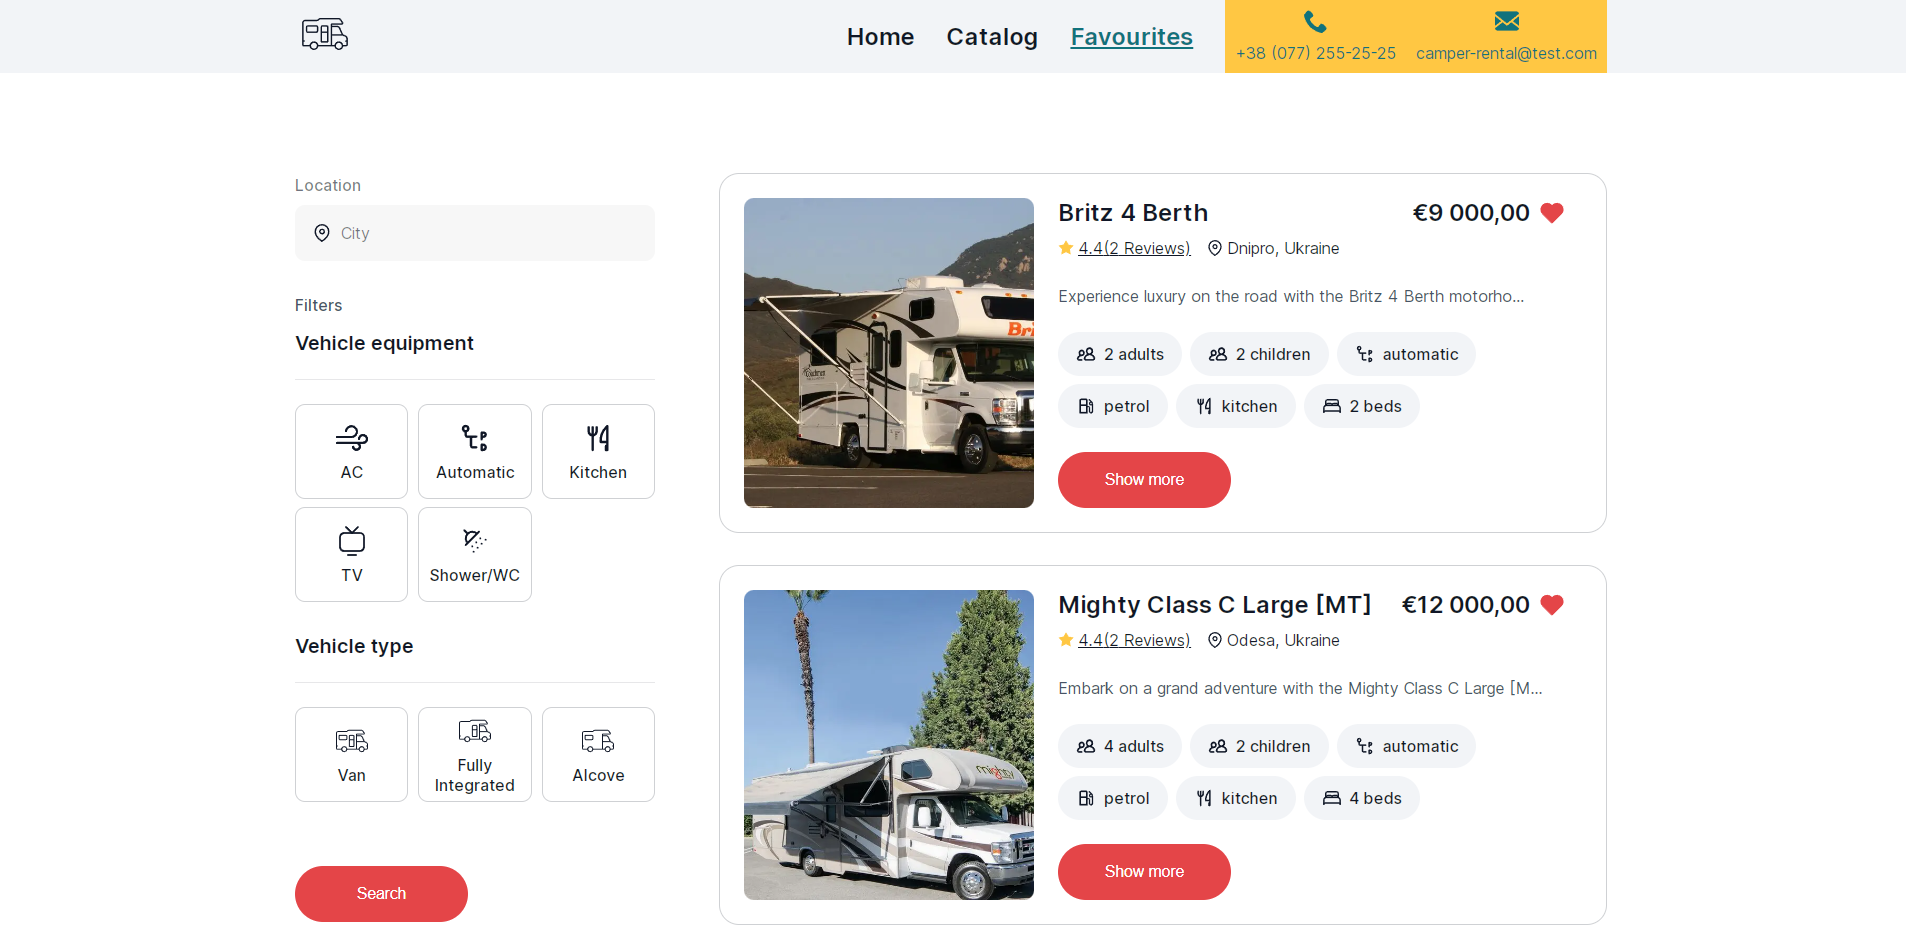 Home
Catalog
Favourites
+38 (077) 255-25-25
camper-rental@test.com
Location
City
Filters
Vehicle equipment
AC
Automatic
Kitchen
TV
Shower/WC
Vehicle type
Van
Fully
Integrated
Alcove
Search
Britz 4 Berth
€9 000,00
4.4(2 Reviews)
Dnipro, Ukraine
Experience luxury on the road with the Britz 4 Berth motorho...
2 adults
2 children
automatic
petrol
kitchen
2 beds
Show more
Mighty Class C Large [MT]
€12 000,00
4.4(2 Reviews)
Odesa, Ukraine
Embark on a grand adventure with the Mighty Class C Large [M...
mighty
4 adults
2 children
automatic
petrol
kitchen
4 beds
Show more